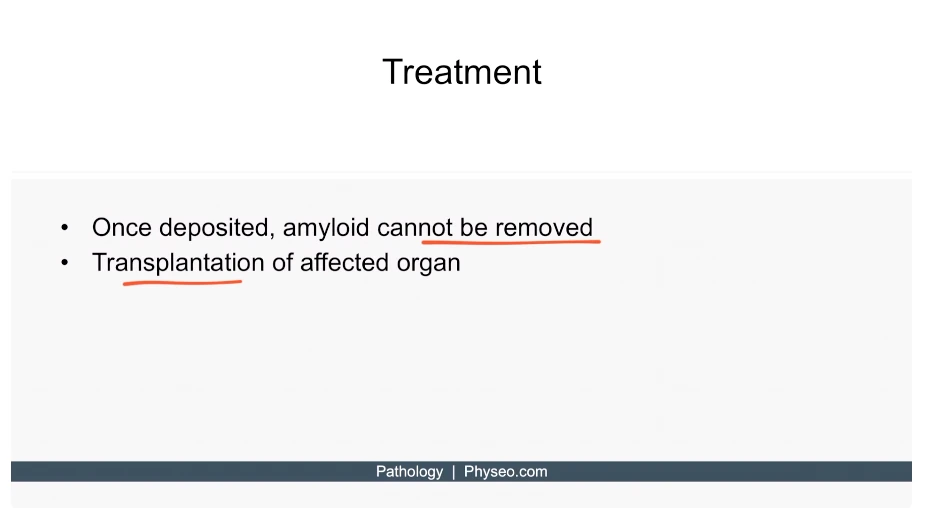 Treatment
• Once deposited, amyloid cannot be removed
• Transplantation of affected organ
Pathology | Physeo.com